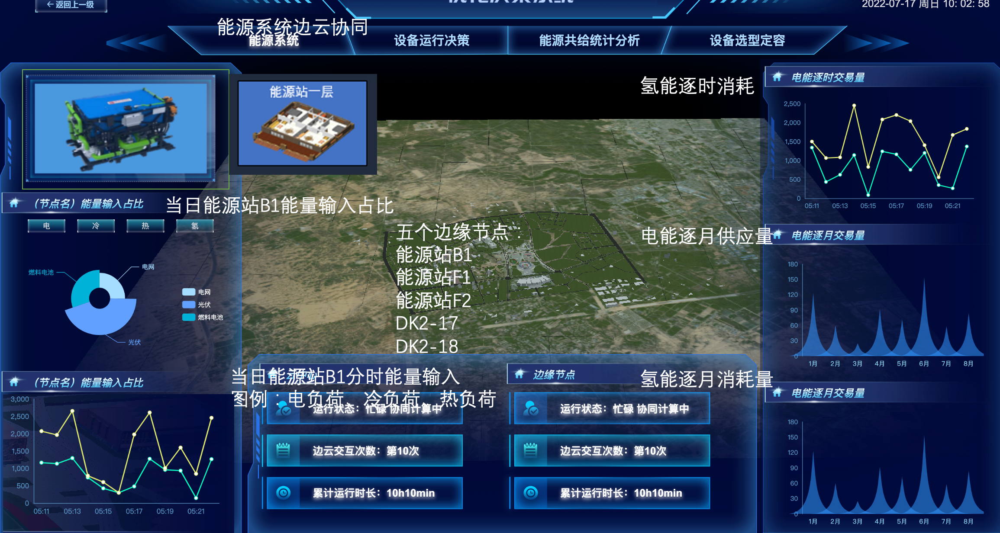 ←返回上一级
2022-07-17 周日 10: 02: 58
能源系统边云协同
能源系统
设备运行决策
能源共给统计分析
设备选型定容
能源站一层
氢能逐时消耗
电能逐时交易量
2,500
2,000
1,500
1,000
500
0
05:11 05:13 05:15 05:17 05:19 05:21
（节点名）能量输入占比
当日能源站B1能量输入占比
电 冷 热 氢
燃料电池
电网
光伏
电网
光伏
燃料电池
五个边缘节点：
能源站B1
能源站F1
能源站F2
DK2-17
DK2-18
电能逐月供应量
电能逐月交易量
180
150
120
90
60
30
0
1月 2月 3月 4月 5月 6月 7月 8月
（节点名）能量输入占比
3,000
2,500
2,000
1,500
1,000
500
0
05:11 05:13 05:15 05:17 05:19 05:21
当日能源站B1分时能量输入
图例：电负荷、冷负荷、热负荷
运行状态：忙碌 协同计算中
边云交互次数：第10次
累计运行时长：10h10min
边缘节点
运行状态：忙碌 协同计算中
边云交互次数：第10次
累计运行时长：10h10min
氢能逐月消耗量
电能逐月交易量
180
150
120
90
60
30
0
1月 2月 3月 4月 5月 6月 7月 8月